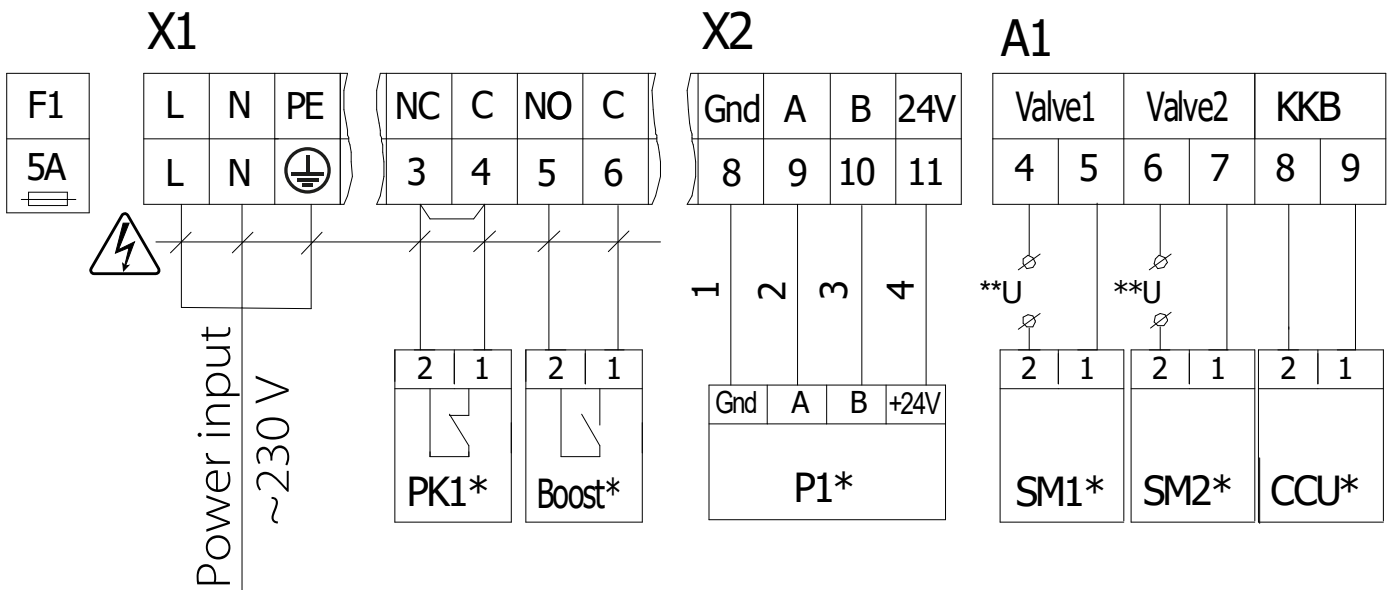 X1 X2 A1
F1 L N PE NC C NO C Gnd A B 24V Valve1 Valve2 KKB
5A L N 3 4 5 6 8 9 10 11 4 5 6 7 8 9
1 2 3 4
**U **U
2 1 2 1 2 1 2 1 2 1
Gnd A B +24V
PK1* Boost* P1* SM1* SM2* CCU*
Power input
~230 V